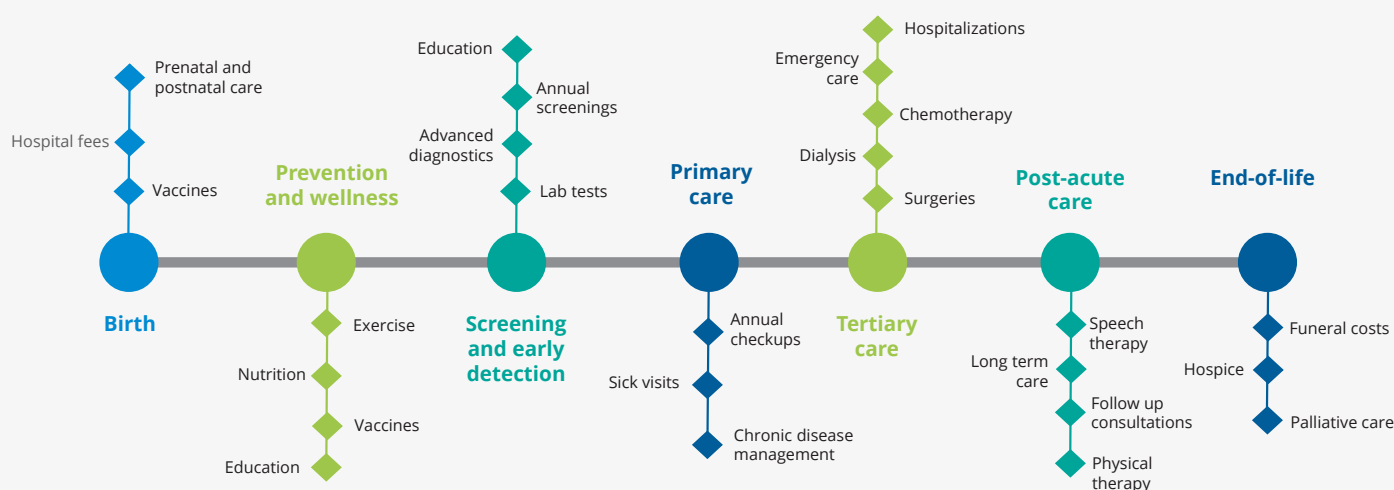 Prenatal and
postnatal care
Hospital fees
Vaccines
Birth
Prevention
and wellness
Exercise
Nutrition
Vaccines
Education
Education
Annual
screenings
Advanced
diagnostics
Lab tests
Screening
and early
detection
Primary
care
Annual
checkups
Sick visits
Chronic disease
management
Hospitalizations
Emergency
care
Chemotherapy
Dialysis
Surgeries
Tertiary
care
Post-acute
care
Speech
therapy
Long term
care
Follow up
consultations
Physical
therapy
End-of-life
Funeral costs
Hospice
Palliative care